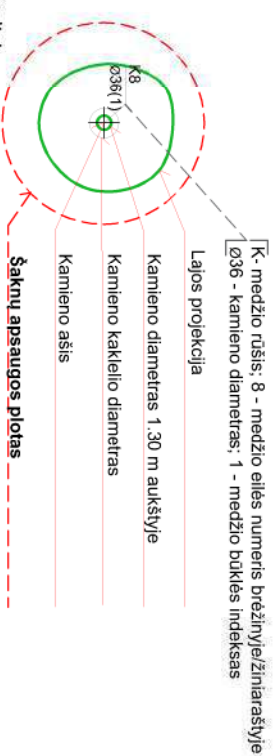 K- medžio rūšis; 8 - medžio eilės numeris brėžinyje/žiniaraštyje
Ø36 - kamieno diametras; 1 - medžio būklės indeksas
K8
Ø36(1)
Lajos projekcija
Kamieno diametras 1.30 m aukštyje
Kamieno kaklelio diametras
Kamieno ašis
Šaknų apsaugos plotas